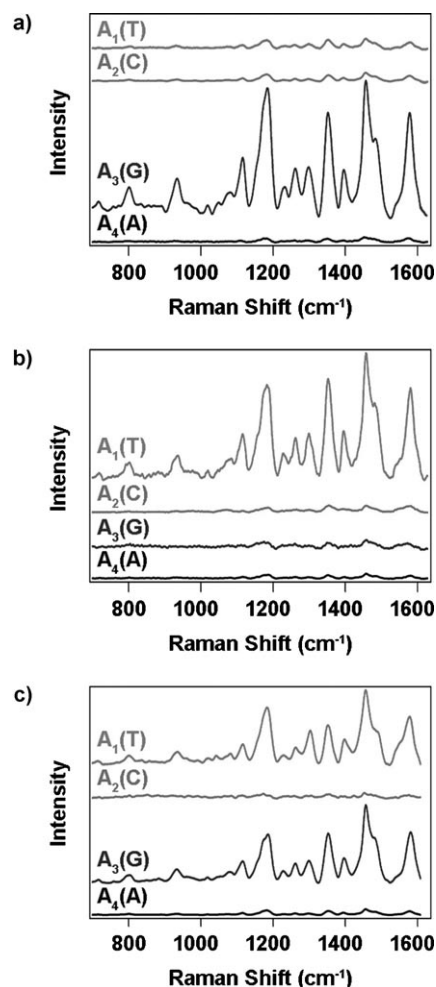 a)
A₁(T)
A₂(C)
A₃(G)
A₄(A)
Intensity
800 1000 1200 1400 1600
Raman Shift (cm⁻¹)
b)
A₁(T)
A₂(C)
A₃(G)
A₄(A)
Intensity
800 1000 1200 1400 1600
Raman Shift (cm⁻¹)
c)
A₁(T)
A₂(C)
A₃(G)
A₄(A)
Intensity
800 1000 1200 1400 1600
Raman Shift (cm⁻¹)